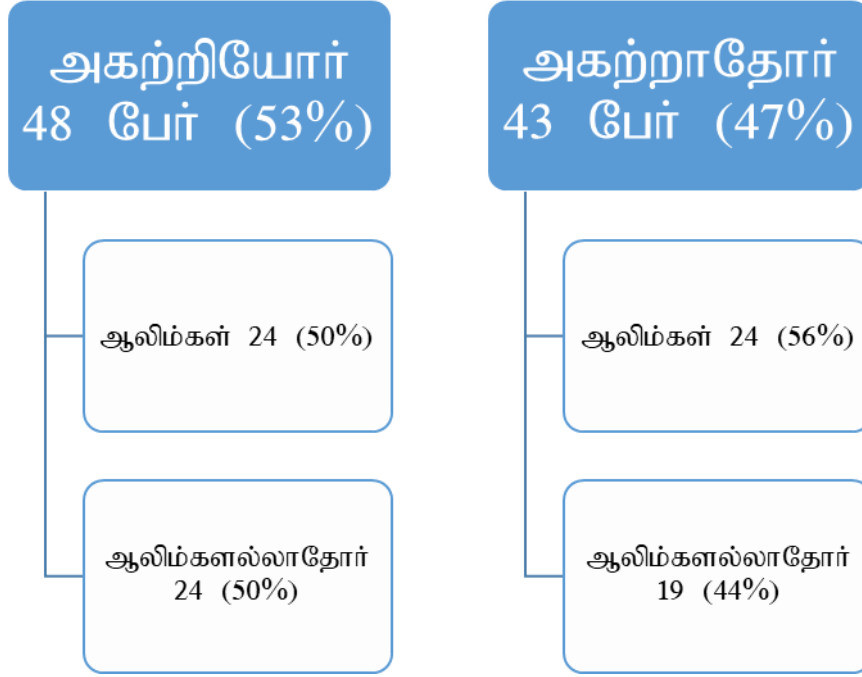 அகற்றியோர்
48 பேர் (53%)
ஆலிம்கள் 24 (50%)
ஆலிம்களல்லாதோர்
24 (50%)
அகற்றாதோர்
43 பேர் (47%)
ஆலிம்கள் 24 (56%)
ஆலிம்களல்லாதோர்
19 (44%)